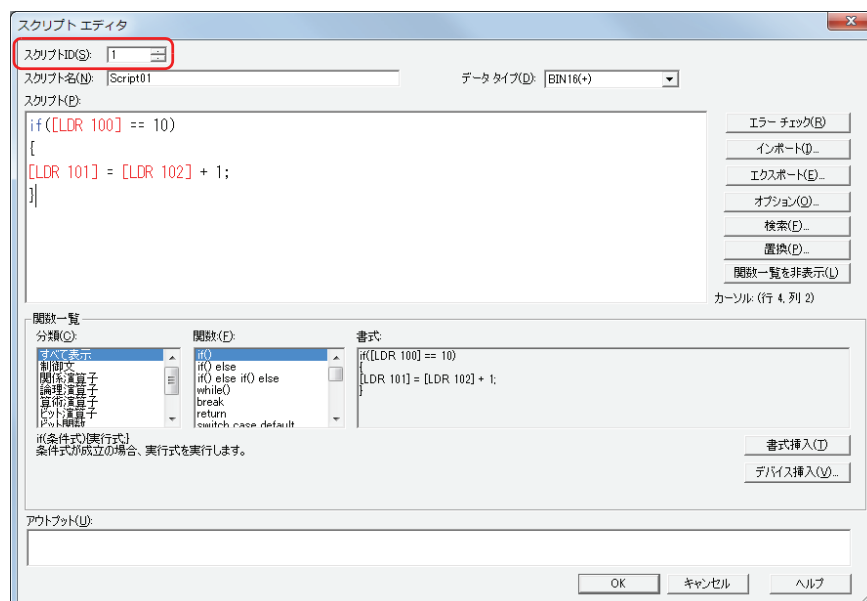 スクリプト エディタ
スクリプトID(S): 1
スクリプト名(N): Script01 データ タイプ(D): BIN16(+)
スクリプト(P):
if([LDR 100] == 10)
{
[LDR 101] = [LDR 102] + 1;
}
エラー チェック(R)
インポート(I)...
エクスポート(E)...
オプション(O)...
検索(F)...
置換(P)...
関数一覧を非表示(L)
カーソル: (行 4, 列 2)
関数一覧
分類(C): 関数:(F): 書式:
すべて表示
制御文
関係演算子
論理演算子
算術演算子
ビット演算子
ビット関数
if()
if() else
if() else if() else
while()
break
return
switch case default
if([LDR 100] == 10)
{
[LDR 101] = [LDR 102] + 1;
}
if(条件式){実行式}
条件式が成立の場合、実行式を実行します。
書式挿入(T)
デバイス挿入(V)...
アウトプット(U):
OK キャンセル ヘルプ